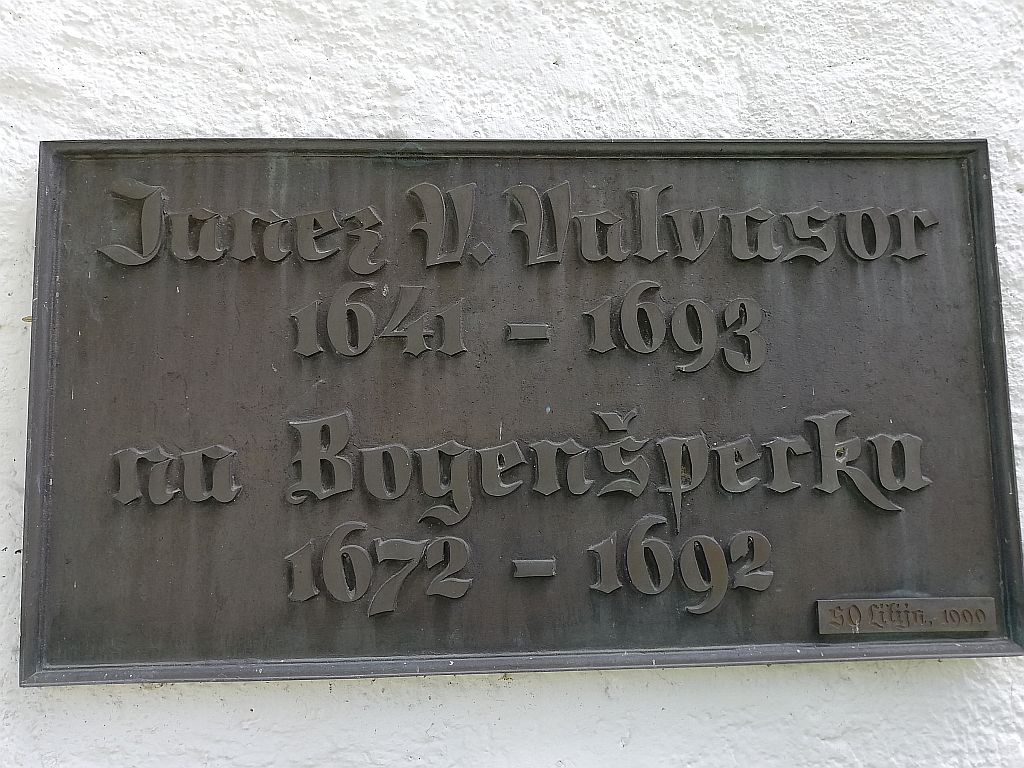 Janez V. Valvasor
1641 - 1693
na Bogenšperku
1672 - 1692
SO Litija, 1990